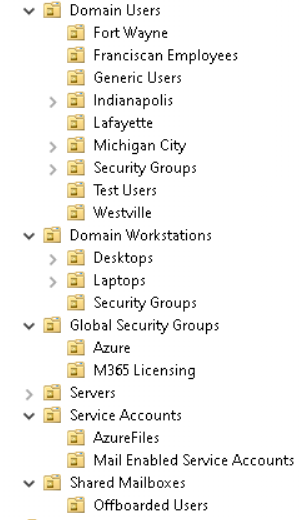 Domain Users
Fort Wayne
Franciscan Employees
Generic Users
Indianapolis
Lafayette
Michigan City
Security Groups
Test Users
Westville
Domain Workstations
Desktops
Laptops
Security Groups
Global Security Groups
Azure
M365 Licensing
Servers
Service Accounts
AzureFiles
Mail Enabled Service Accounts
Shared Mailboxes
Offboarded Users